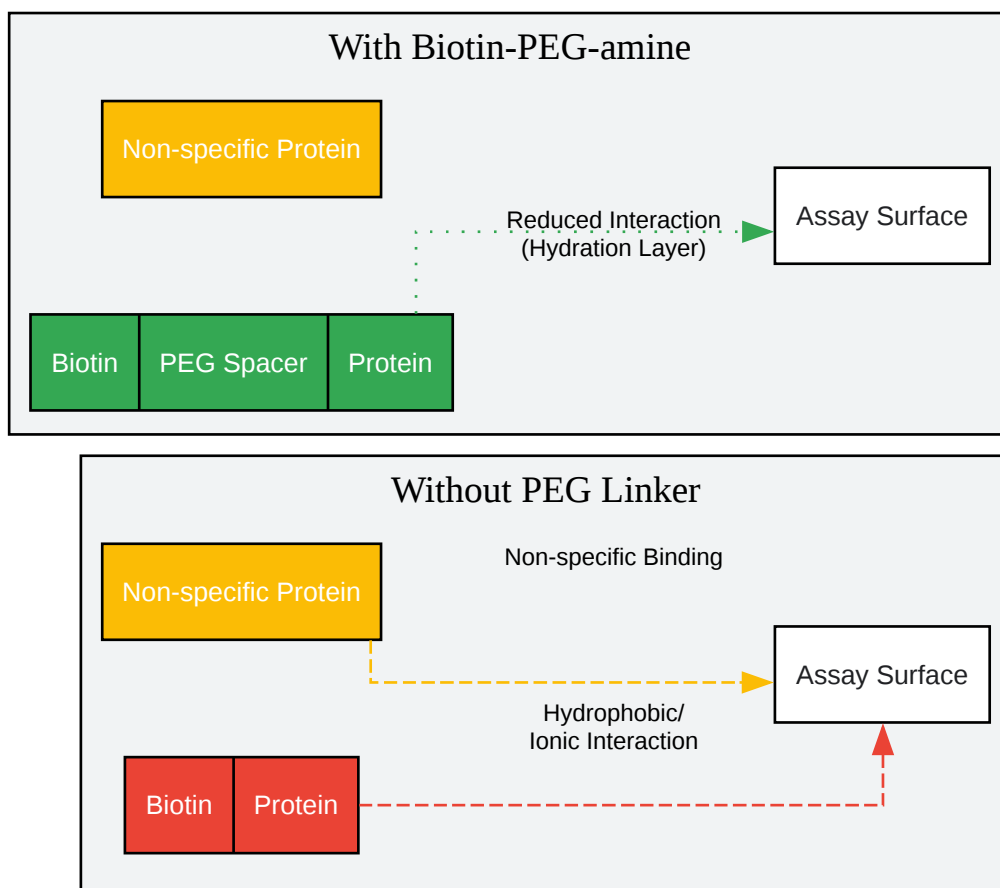 With Biotin-PEG-amine
Non-specific Protein
Reduced Interaction
(Hydration Layer)
Assay Surface
Biotin
PEG Spacer
Protein
Without PEG Linker
Non-specific Binding
Non-specific Protein
Assay Surface
Hydrophobic/
Ionic Interaction
Biotin
Protein